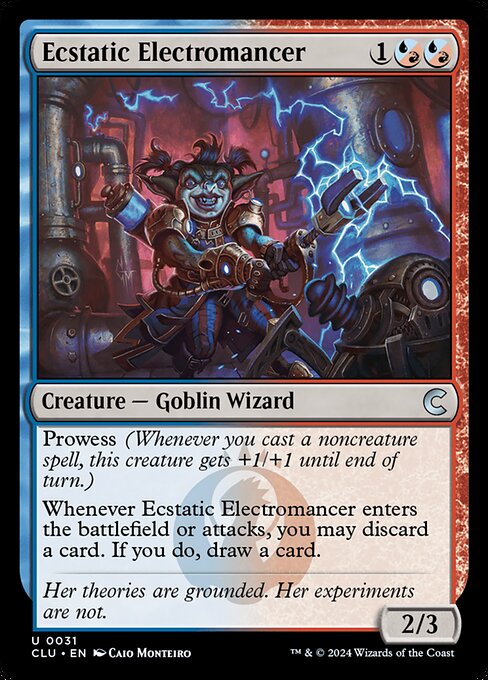 Ecstatic Electromancer 1
Creature — Goblin Wizard
Prowess (Whenever you cast a noncreature
spell, this creature gets +1/+1 until end of
turn.)
Whenever Ecstatic Electromancer enters
the battlefield or attacks, you may discard
a card. If you do, draw a card.
Her theories are grounded. Her experiments
are not.
2/3
U 0031
CLU • EN Caio Monteiro
™ & © 2024 Wizards of the Coast